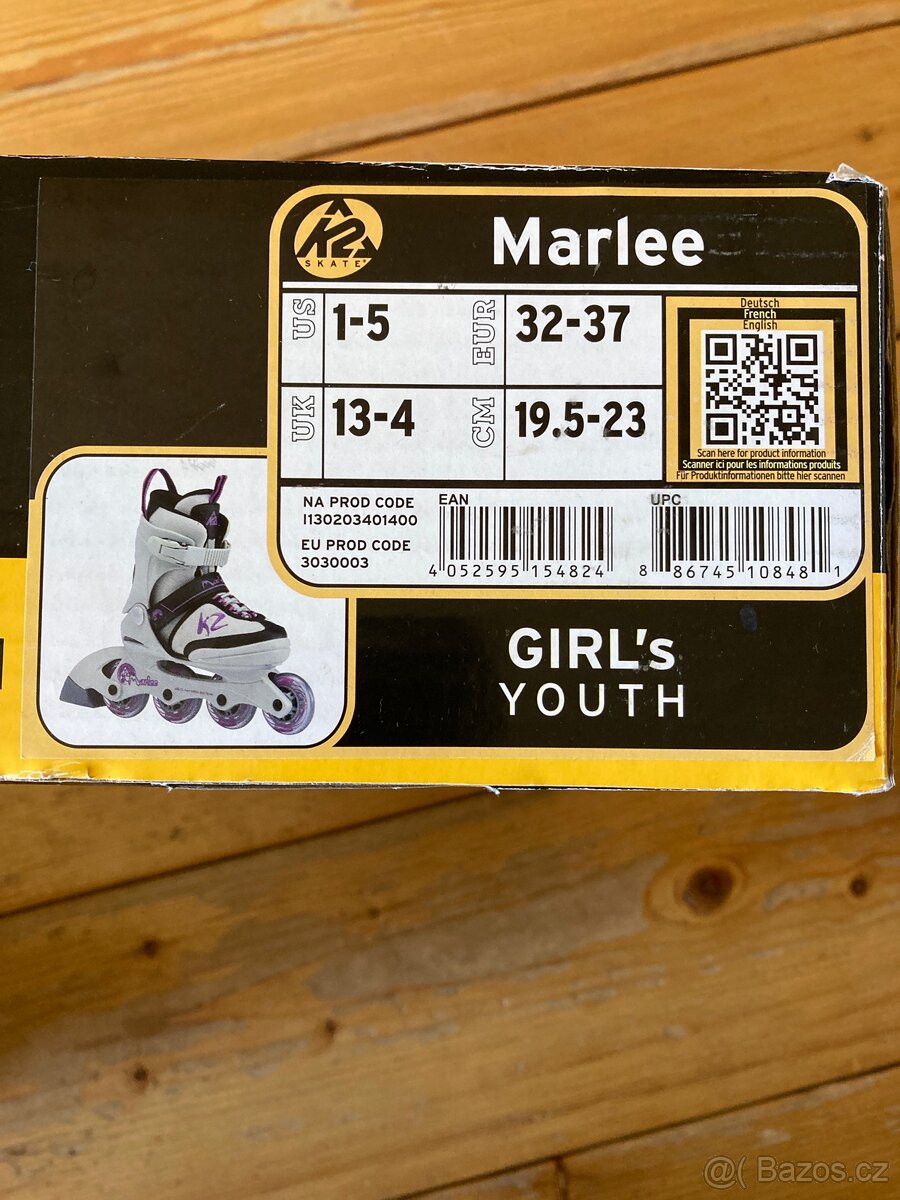 K2
SKATE
Marlee
US 1-5 EUR 32-37
UK 13-4 CM 19.5-23
Deutsch
French
English
Scan here for product information
Scanner ici pour les informations produits
Für Produktinformationen bitte hier scannen
NA PROD CODE
I130203401400
EU PROD CODE
3030003
EAN
4 052595 154824
UPC
8 86745 10848 1
K2
Marlee
GIRL's
YOUTH
@( Bazos.cz